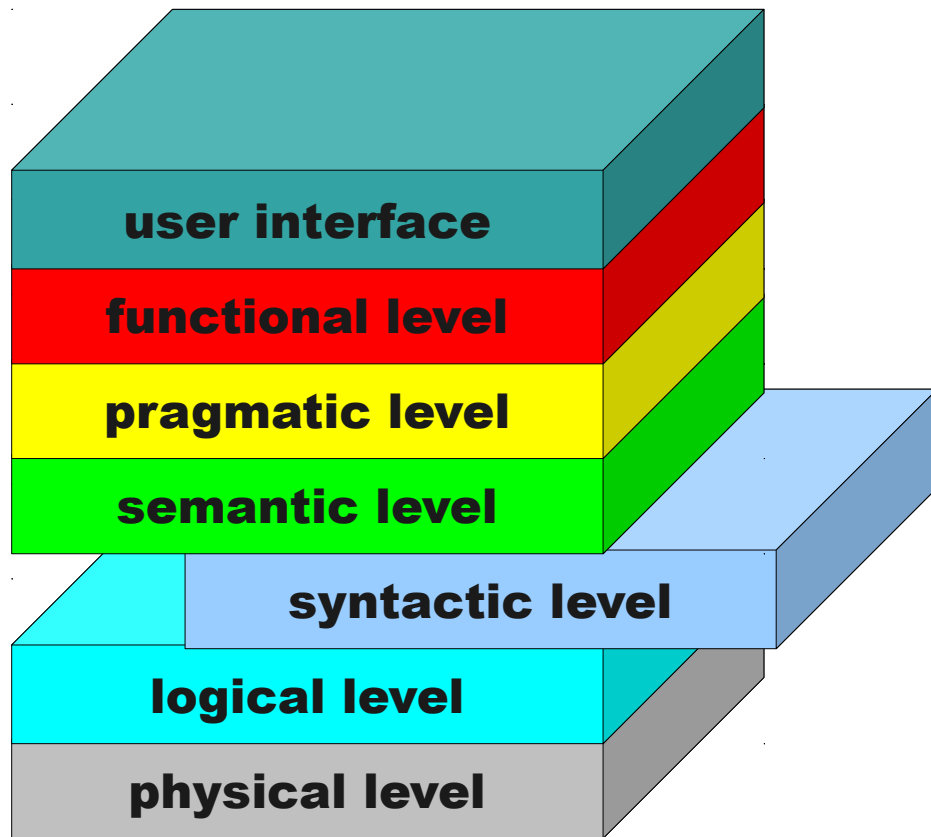 user interface
functional level
pragmatic level
semantic level
syntactic level
logical level
physical level